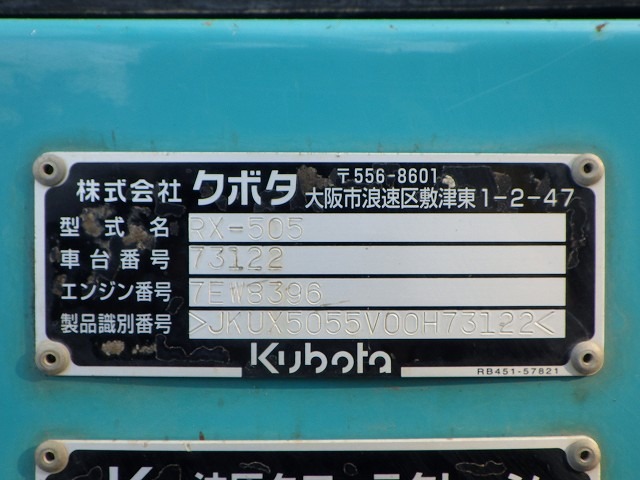 株式会社 クボタ 〒556-8601
大阪市浪速区敷津東1-2-47
型式名 RX-505
車台番号 73122
エンジン番号 7EW8396
製品識別番号 >JKUX5055V00H73122<
Kubota
RB451-57821